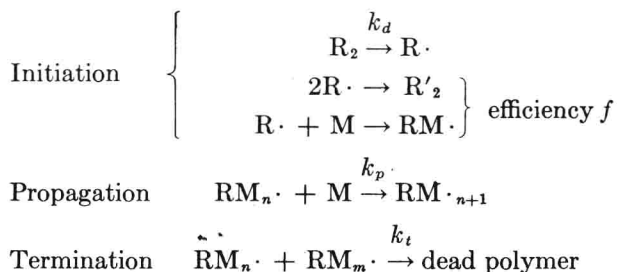 k_d
R₂ → R·
Initiation
2R· → R′₂
R· + M → RM·
efficiency f
k_p
Propagation RMₙ· + M → RM·ₙ₊₁
k_t
Termination RMₙ· + RMₘ· → dead polymer